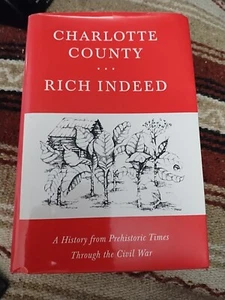 CHARLOTTE
COUNTY
...
RICH INDEED
A History from Prehistoric Times
Through the Civil War